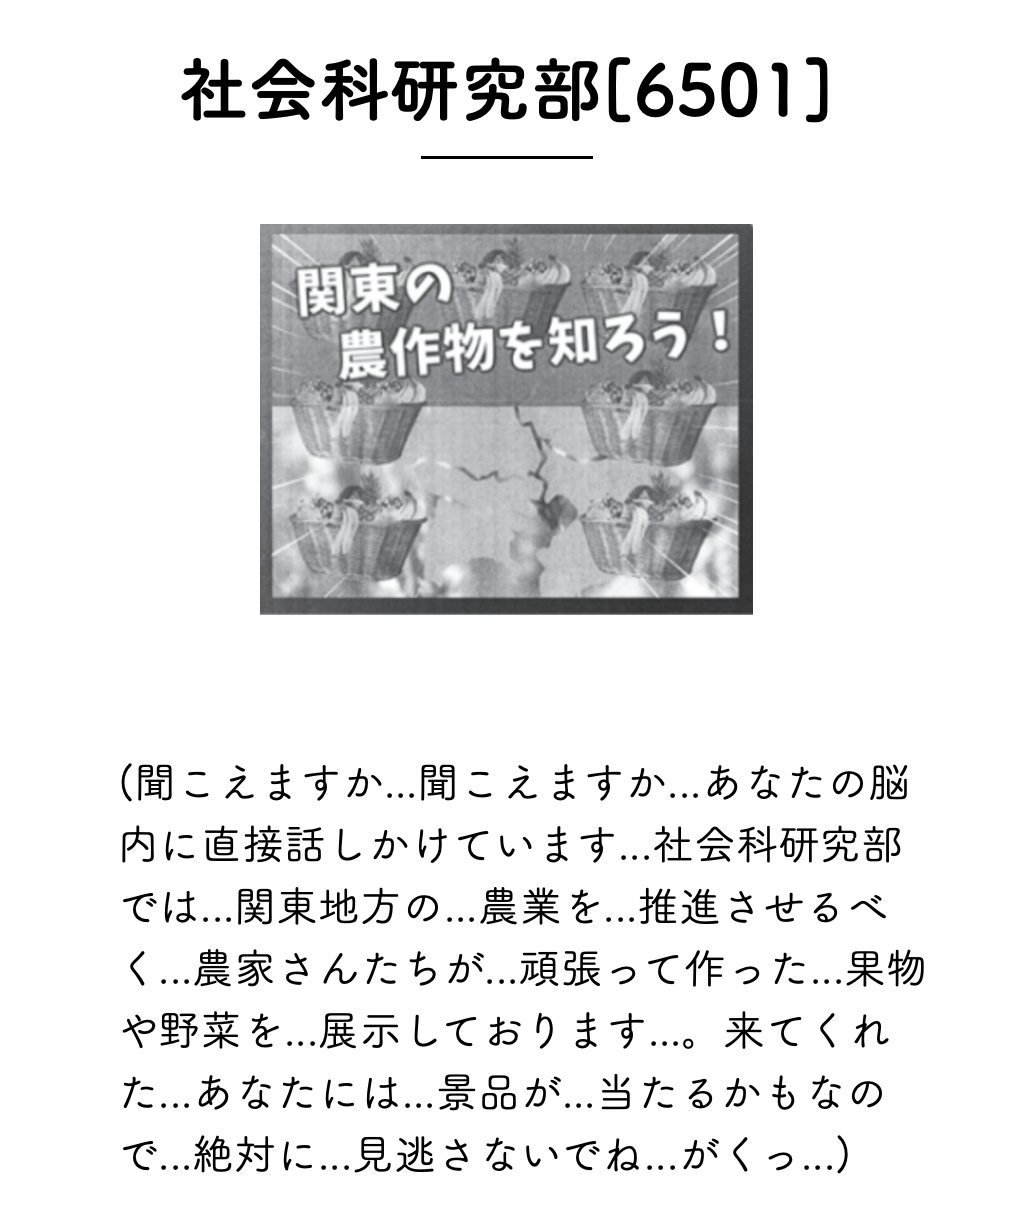 社会科研究部[6501]
関東の
農作物を知ろう！
(聞こえますか...聞こえますか...あなたの脳
内に直接話しかけています...社会科研究部
では...関東地方の...農業を...推進させるべ
く...農家さんたちが...頑張って作った...果物
や野菜を...展示しております...。来てくれ
た...あなたには...景品が...当たるかもなの
で...絶対に...見逃さないでね...がくっ...)